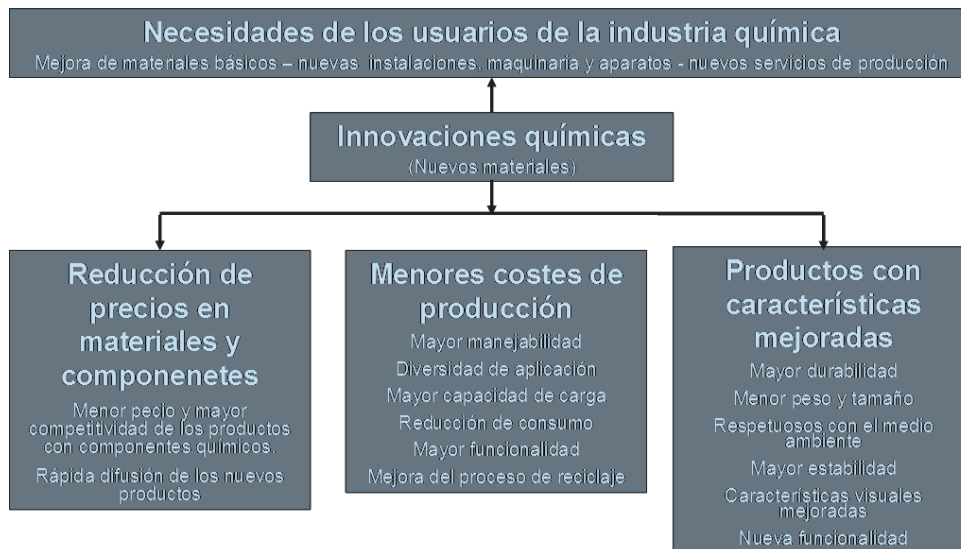 Necesidades de los usuarios de la industria química
Mejora de materiales básicos – nuevas instalaciones, maquinaria y aparatos - nuevos servicios de producción
Innovaciones químicas
(Nuevos materiales)
Reducción de
precios en
materiales y
componenetes
Menor pecio y mayor
competitividad de los productos
con componentes químicos.
Rápida difusión de los nuevos
productos
Menores costes de
producción
Mayor manejabilidad
Diversidad de aplicación
Mayor capacidad de carga
Reducción de consumo
Mayor funcionalidad
Mejora del proceso de reciclaje
Productos con
características
mejoradas
Mayor durabilidad
Menor peso y tamaño
Respetuosos con el medio
ambiente
Mayor estabilidad
Características visuales
mejoradas
Nueva funcionalidad